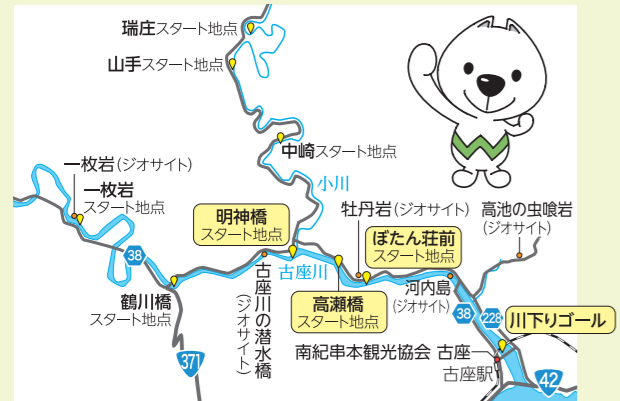 瑞庄スタート地点
山手スタート地点
中崎スタート地点
小川
一枚岩(ジオサイト)
一枚岩
スタート地点
明神橋
スタート地点
牡丹岩(ジオサイト)
高池の虫喰岩
(ジオサイト)
ぼたん荘前
スタート地点
38
古座川
鶴川橋
スタート地点
古座川の潜水橋
(ジオサイト)
高瀬橋
スタート地点
河内島
(ジオサイト)
38
228
川下りゴール
371
南紀串本観光協会 古座
古座駅
42